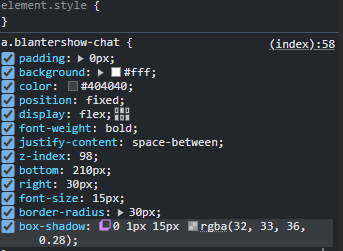 element.style {
}
a.blantershow-chat {
(index):58
padding: 0px;
background: #fff;
color: #404040;
position: fixed;
display: flex;
font-weight: bold;
justify-content: space-between;
z-index: 98;
bottom: 210px;
right: 30px;
font-size: 15px;
border-radius: 30px;
box-shadow: 0 1px 15px rgba(32, 33, 36,
0.28);
}